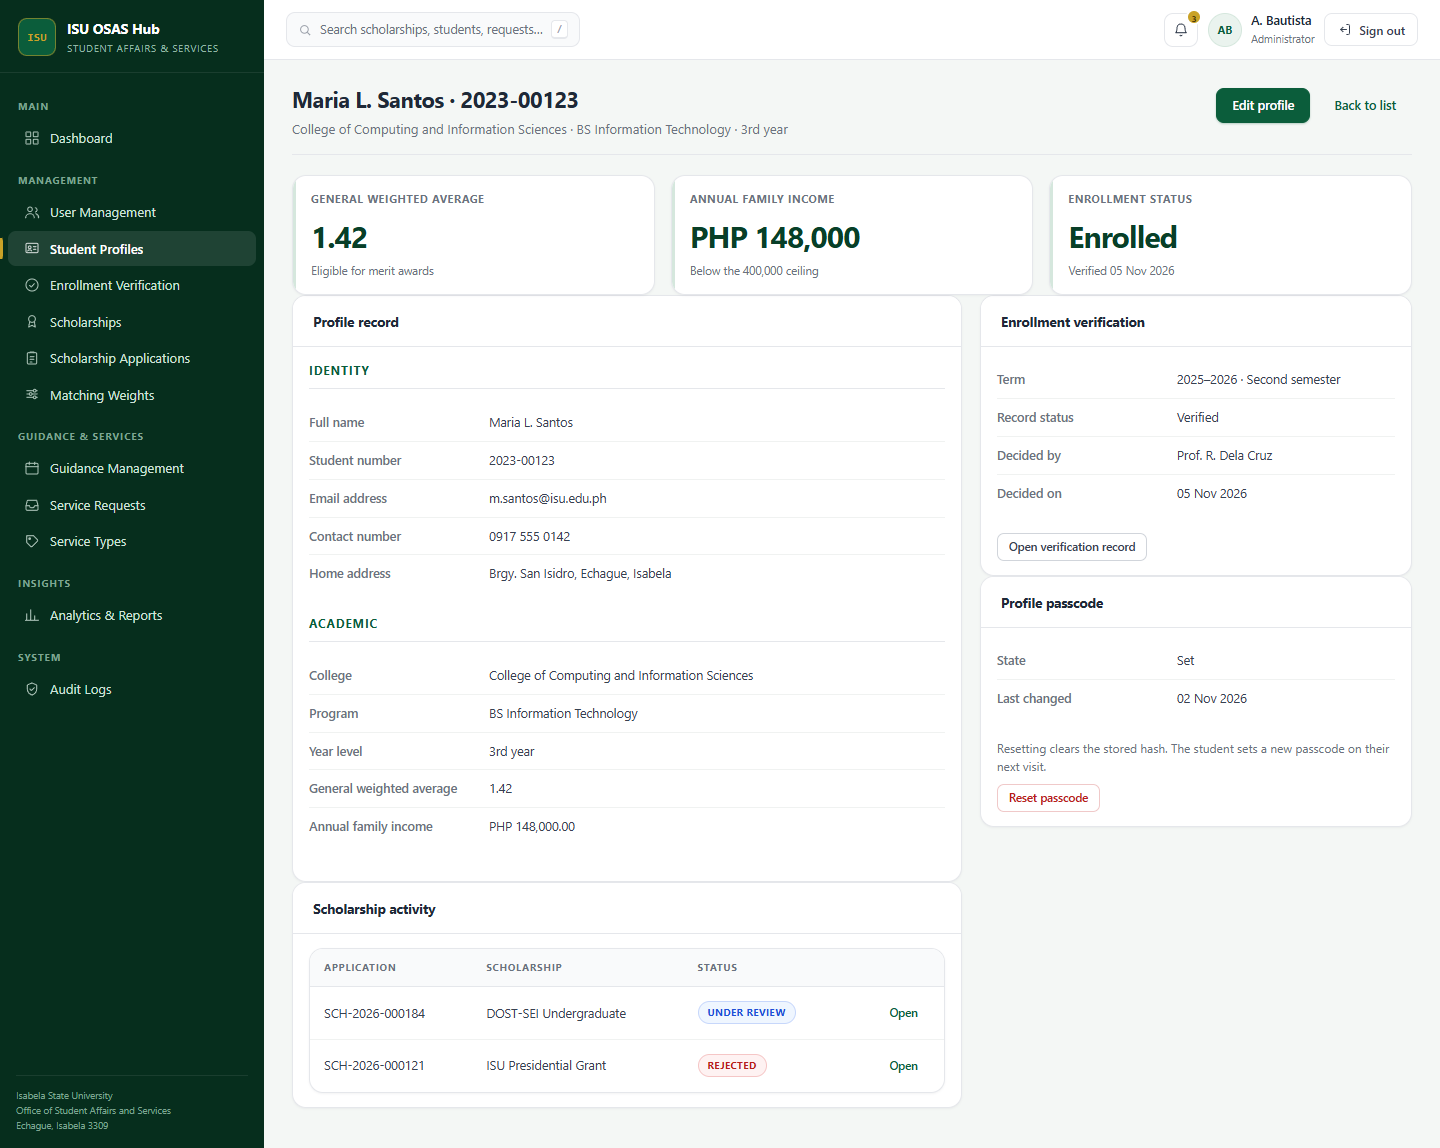 ISU
ISU OSAS Hub
STUDENT AFFAIRS & SERVICES
MAIN
Dashboard
MANAGEMENT
User Management
Student Profiles
Enrollment Verification
Scholarships
Scholarship Applications
Matching Weights
GUIDANCE & SERVICES
Guidance Management
Service Requests
Service Types
INSIGHTS
Analytics & Reports
SYSTEM
Audit Logs
Isabela State University
Office of Student Affairs and Services
Echague, Isabela 3309
Search scholarships, students, requests... /
3
AB
A. Bautista
Administrator
Sign out
Maria L. Santos · 2023-00123
College of Computing and Information Sciences · BS Information Technology · 3rd year
Edit profile
Back to list
GENERAL WEIGHTED AVERAGE
1.42
Eligible for merit awards
ANNUAL FAMILY INCOME
PHP 148,000
Below the 400,000 ceiling
ENROLLMENT STATUS
Enrolled
Verified 05 Nov 2026
Profile record
IDENTITY
Full name Maria L. Santos
Student number 2023-00123
Email address m.santos@isu.edu.ph
Contact number 0917 555 0142
Home address Brgy. San Isidro, Echague, Isabela
ACADEMIC
College College of Computing and Information Sciences
Program BS Information Technology
Year level 3rd year
General weighted average 1.42
Annual family income PHP 148,000.00
Scholarship activity
APPLICATION SCHOLARSHIP STATUS
SCH-2026-000184 DOST-SEI Undergraduate UNDER REVIEW Open
SCH-2026-000121 ISU Presidential Grant REJECTED Open
Enrollment verification
Term 2025–2026 · Second semester
Record status Verified
Decided by Prof. R. Dela Cruz
Decided on 05 Nov 2026
Open verification record
Profile passcode
State Set
Last changed 02 Nov 2026
Resetting clears the stored hash. The student sets a new passcode on their
next visit.
Reset passcode